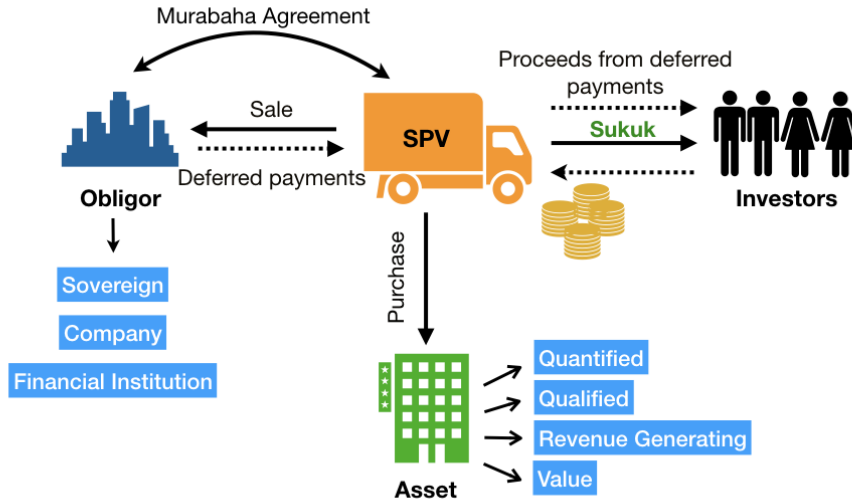 Murabaha Agreement
Proceeds from deferred
payments
Sale
SPV
Sukuk
Deferred payments
Obligor
Investors
Purchase
Sovereign
Company
Financial Institution
Quantified
Qualified
Revenue Generating
Value
Asset